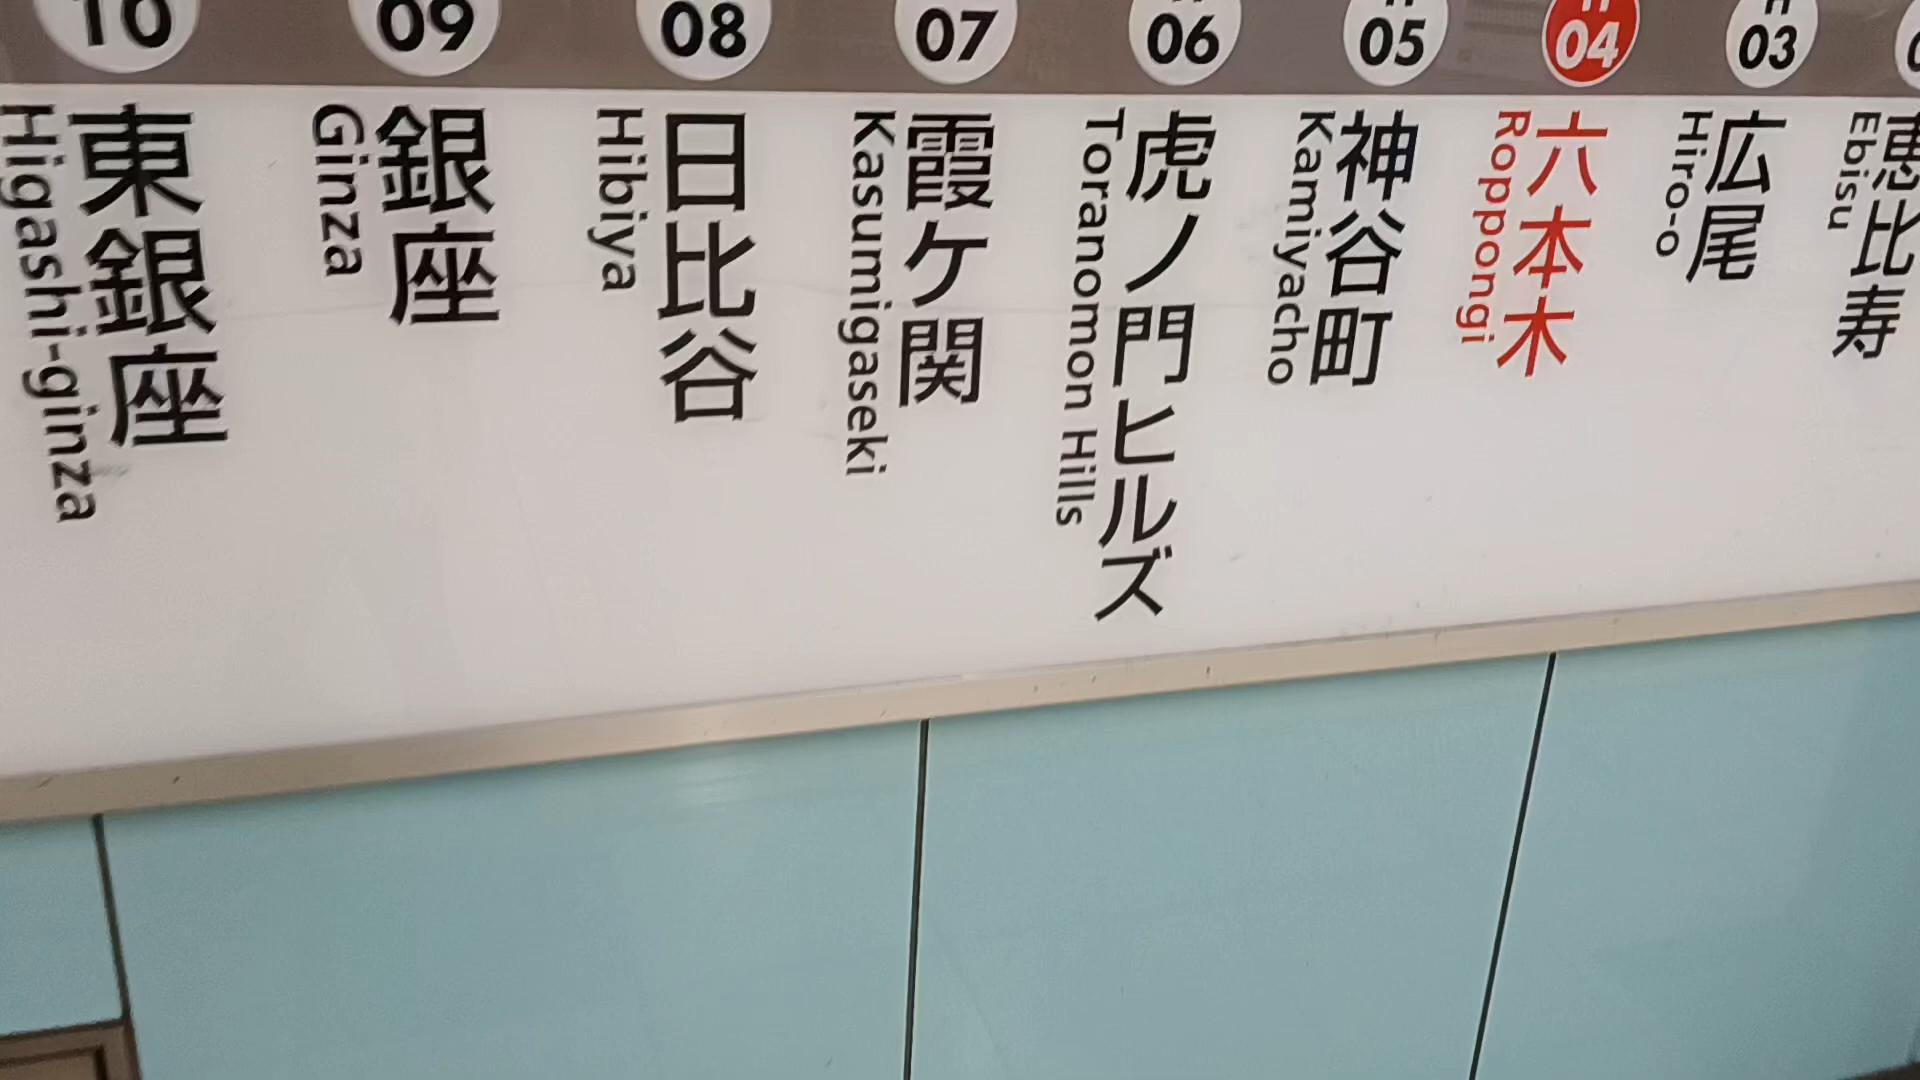 10
東銀座
Higashi-ginza
09
銀座
Ginza
08
日比谷
Hibiya
07
霞ケ関
Kasumigaseki
06
虎ノ門ヒルズ
Toranomon Hills
05
神谷町
Kamiyacho
04
六本木
Roppongi
03
広尾
Hiro-o
恵比寿
Ebisu